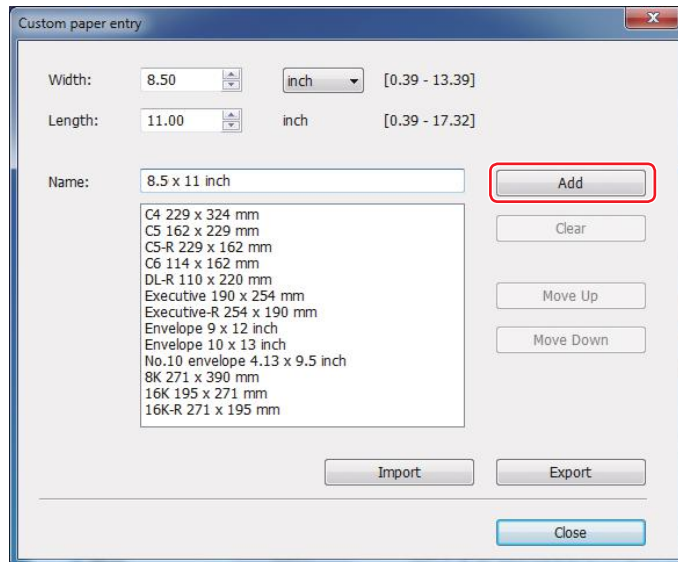 Custom paper entry
Width: 8.50 inch [0.39 - 13.39]
Length: 11.00 inch [0.39 - 17.32]
Name: 8.5 x 11 inch Add
C4 229 x 324 mm
C5 162 x 229 mm
Clear
C5-R 229 x 162 mm
C6 114 x 162 mm
DL-R 110 x 220 mm
Executive 190 x 254 mm
Move Up
Executive-R 254 x 190 mm
Envelope 9 x 12 inch
Envelope 10 x 13 inch
Move Down
No.10 envelope 4.13 x 9.5 inch
8K 271 x 390 mm
16K 195 x 271 mm
16K-R 271 x 195 mm
Import Export
Close